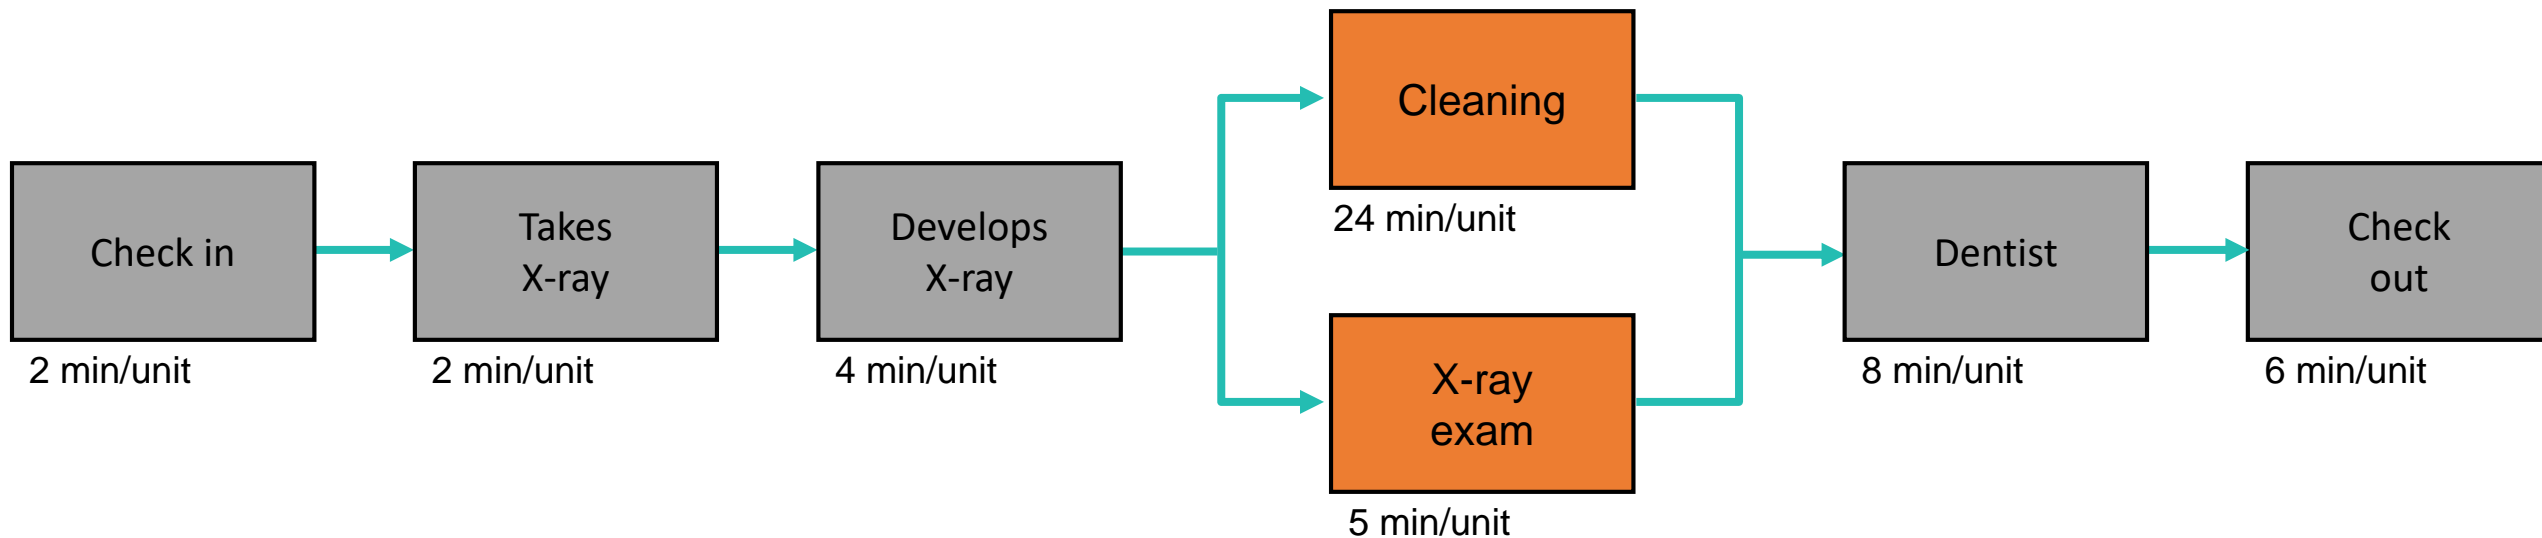 Check in
2 min/unit
Takes
X-ray
2 min/unit
Develops
X-ray
4 min/unit
Cleaning
24 min/unit
X-ray
exam
5 min/unit
Dentist
8 min/unit
Check
out
6 min/unit